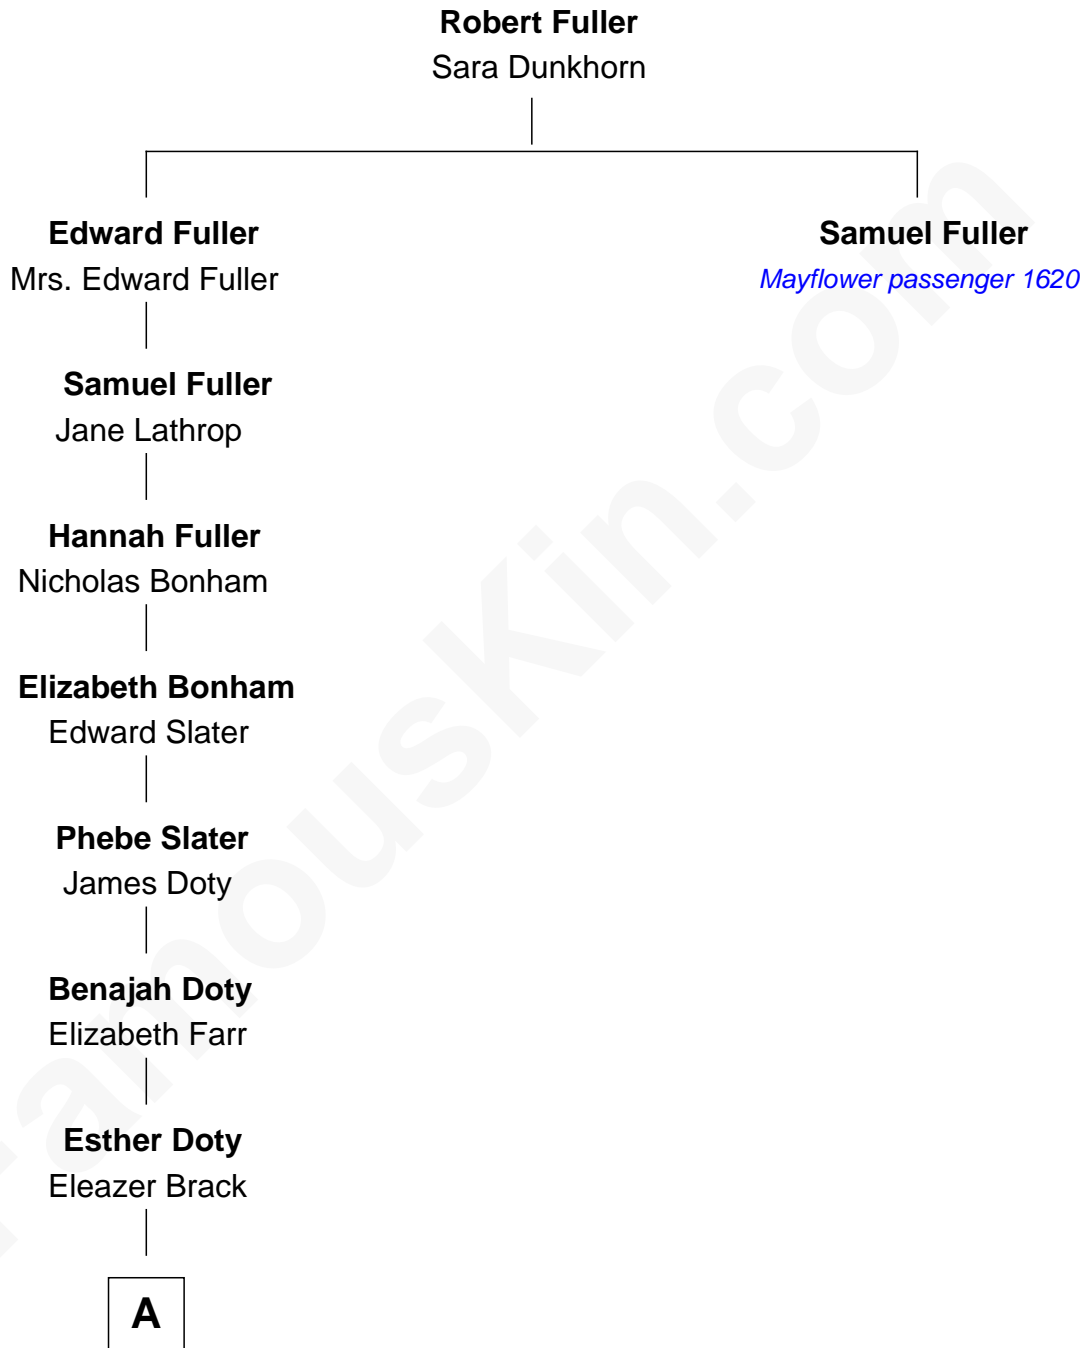 Robert Fuller
Sara Dunkhorn
Edward Fuller
Mrs. Edward Fuller
Samuel Fuller
Mayflower passenger 1620
Samuel Fuller
Jane Lathrop
Hannah Fuller
Nicholas Bonham
Elizabeth Bonham
Edward Slater
Phebe Slater
James Doty
Benajah Doty
Elizabeth Farr
Esther Doty
Eleazer Brack
A
FamousKin.com